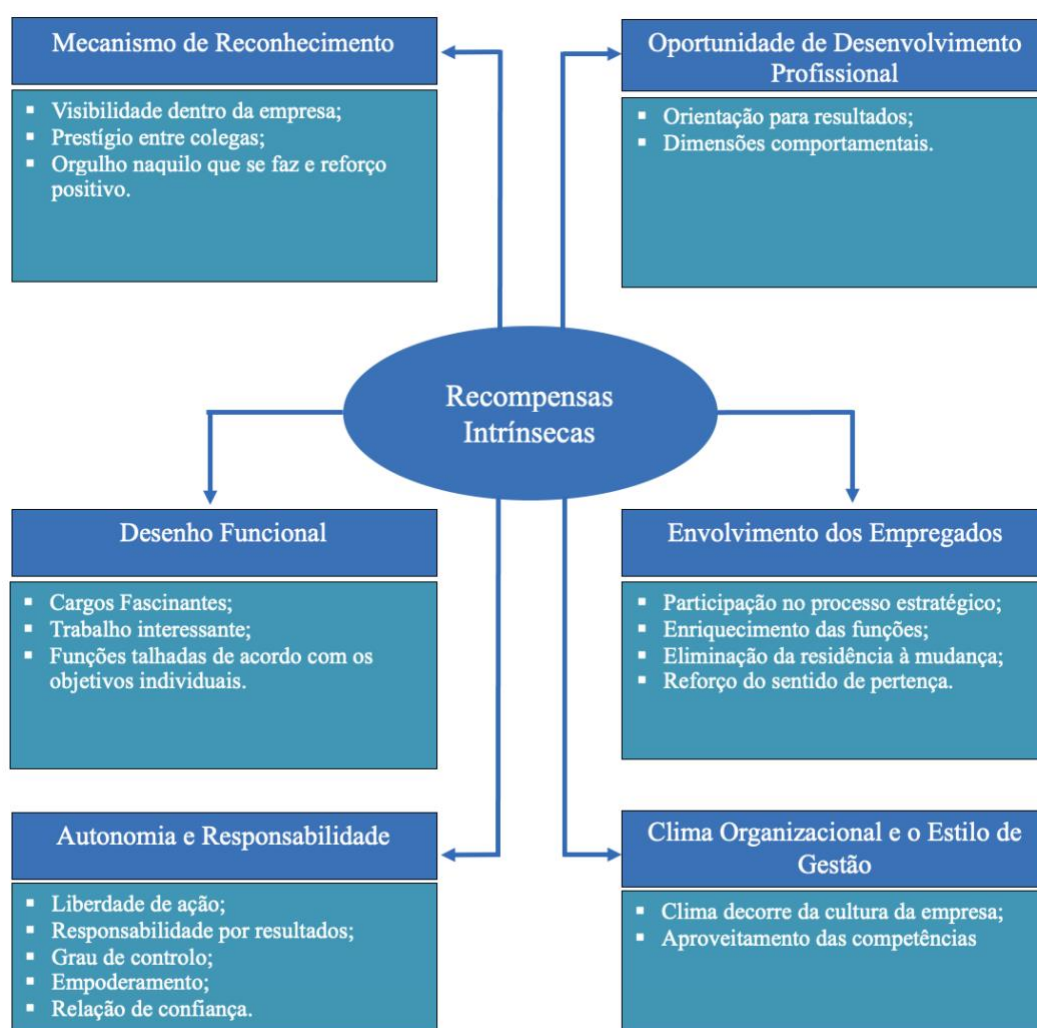 Mecanismo de Reconhecimento
▪ Visibilidade dentro da empresa;
▪ Prestígio entre colegas;
▪ Orgulho naquilo que se faz e reforço
positivo.
Oportunidade de Desenvolvimento
Profissional
▪ Orientação para resultados;
▪ Dimensões comportamentais.
Recompensas
Intrínsecas
Desenho Funcional
▪ Cargos Fascinantes;
▪ Trabalho interessante;
▪ Funções talhadas de acordo com os
objetivos individuais.
Envolvimento dos Empregados
▪ Participação no processo estratégico;
▪ Enriquecimento das funções;
▪ Eliminação da residência à mudança;
▪ Reforço do sentido de pertença.
Autonomia e Responsabilidade
▪ Liberdade de ação;
▪ Responsabilidade por resultados;
▪ Grau de controlo;
▪ Empoderamento;
▪ Relação de confiança.
Clima Organizacional e o Estilo de
Gestão
▪ Clima decorre da cultura da empresa;
▪ Aproveitamento das competências